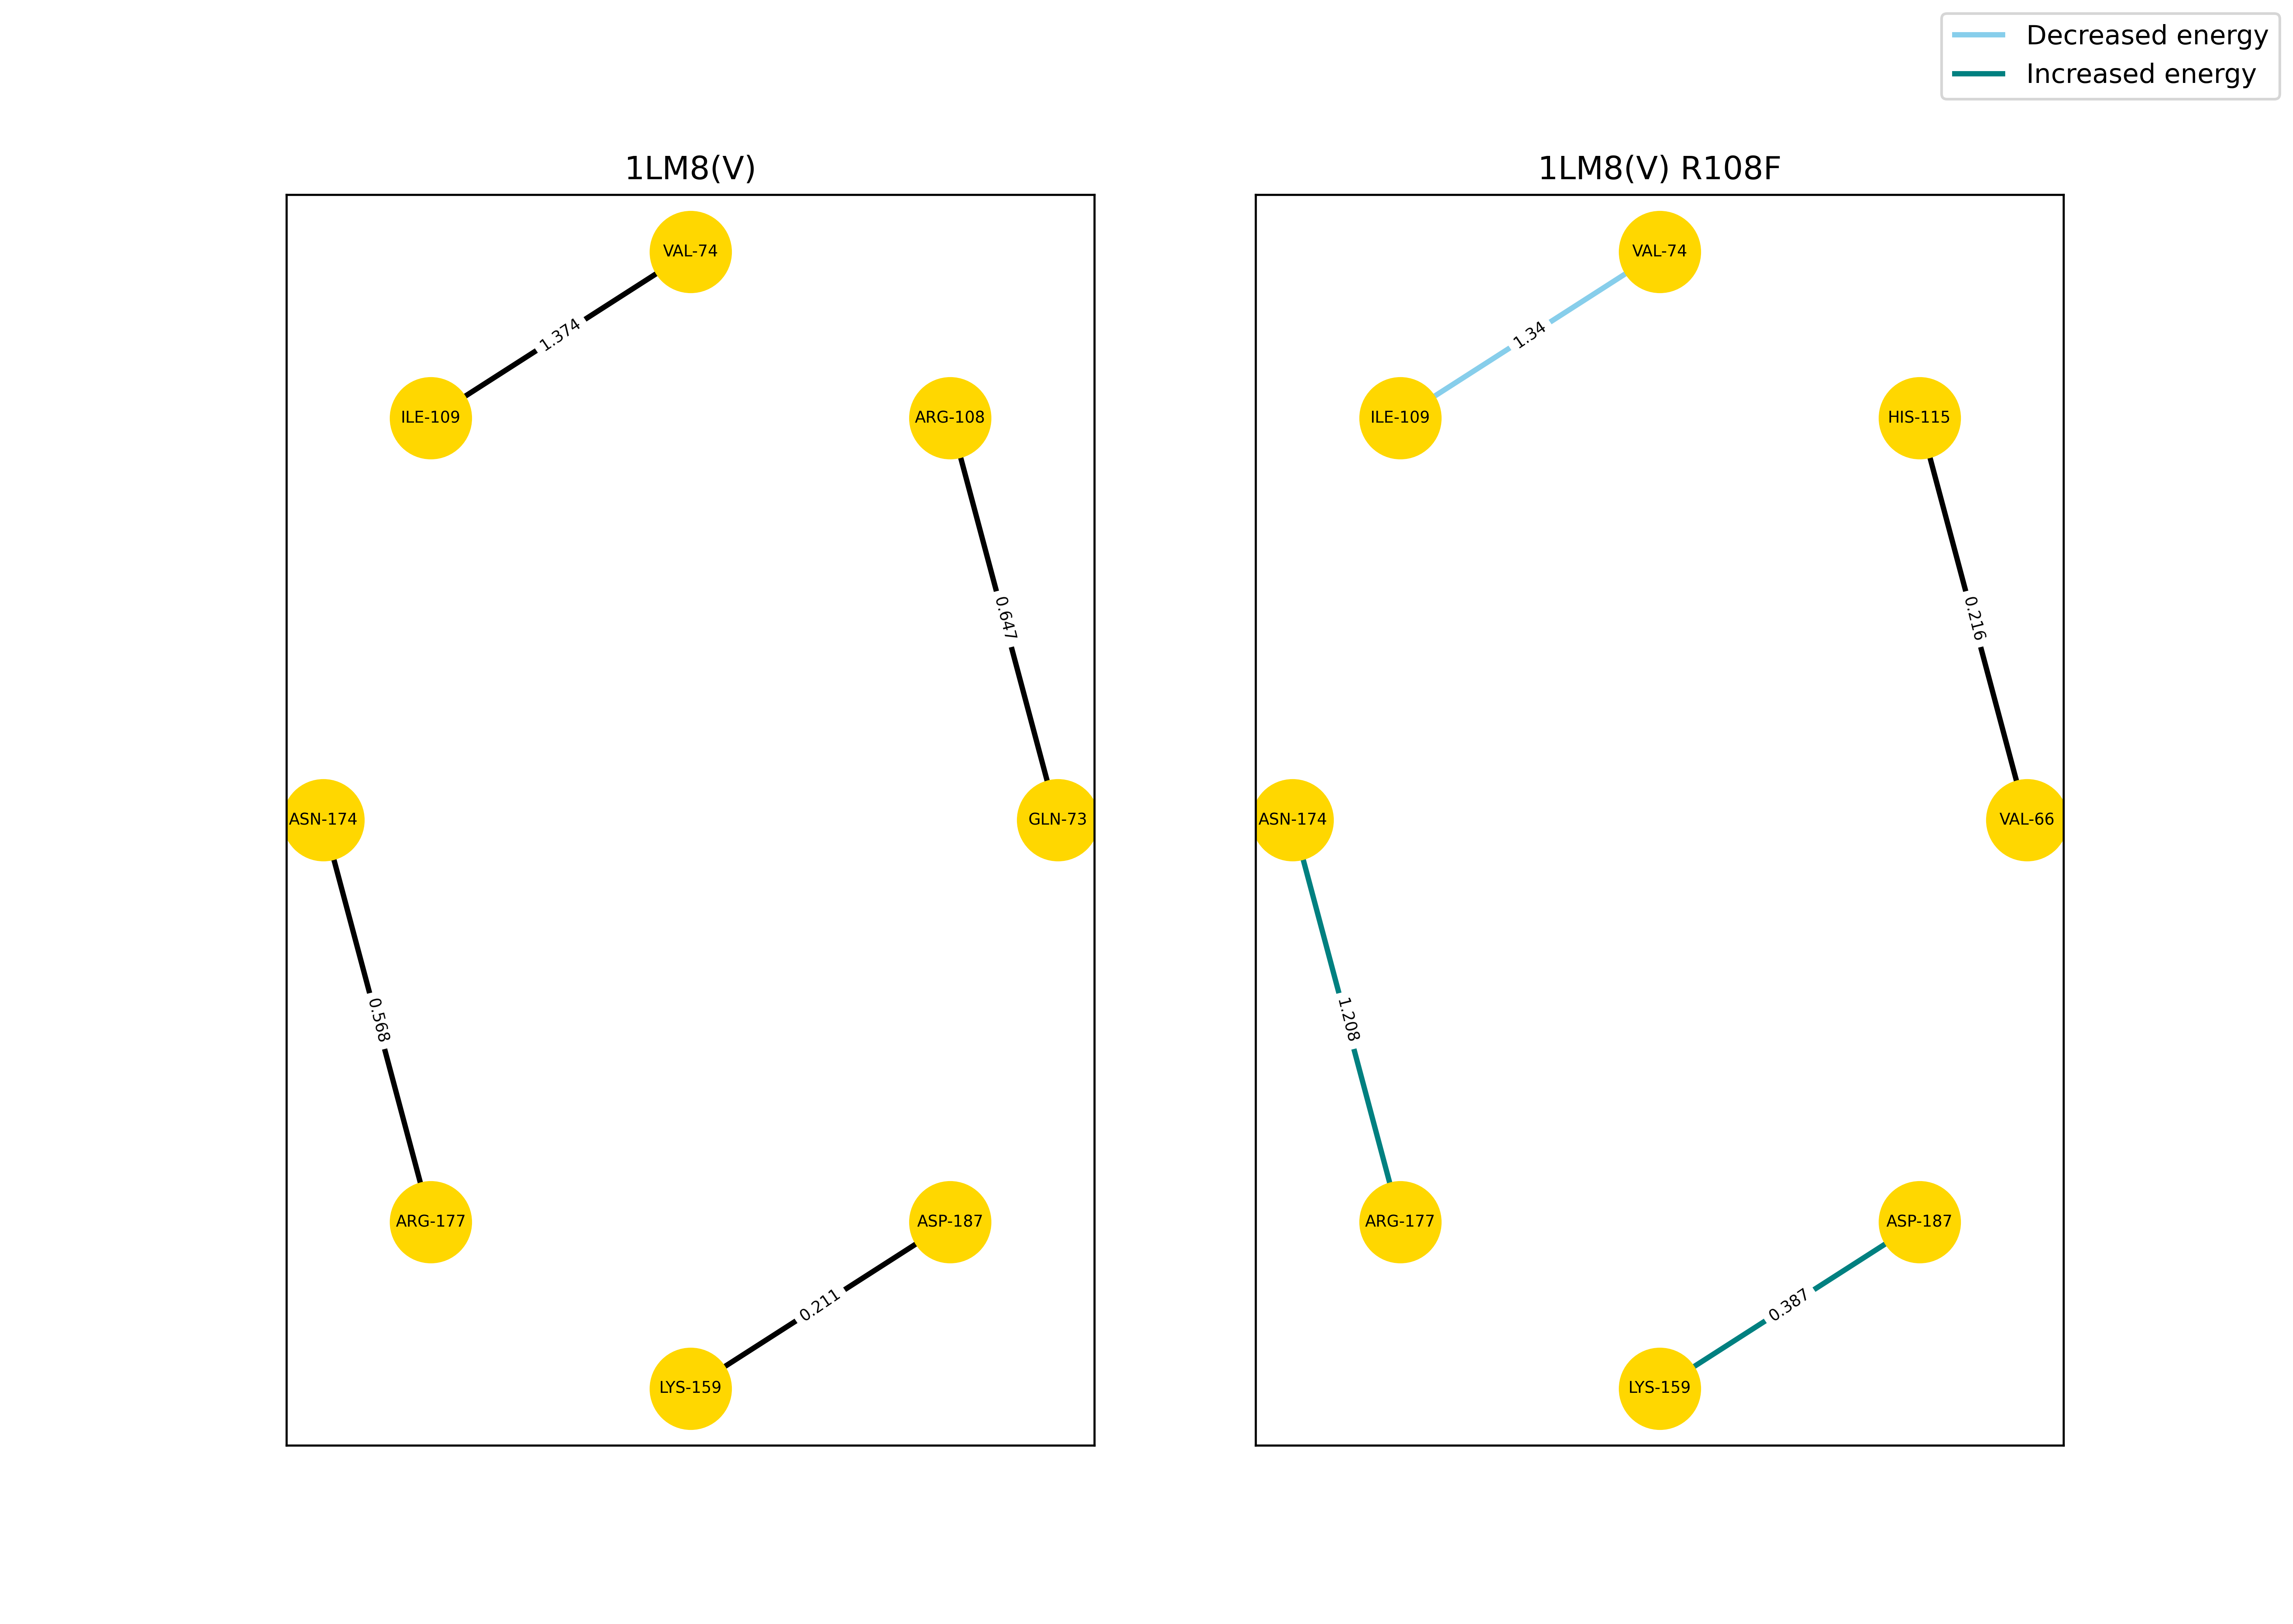 Decreased energy
Increased energy
1LM8(V)
VAL-74
1.374
ILE-109
ARG-108
0.647
ASN-174
GLN-73
0.568
ARG-177
ASP-187
0.211
LYS-159
1LM8(V) R108F
VAL-74
1.34
ILE-109
HIS-115
0.216
ASN-174
VAL-66
1.208
ARG-177
ASP-187
0.387
LYS-159